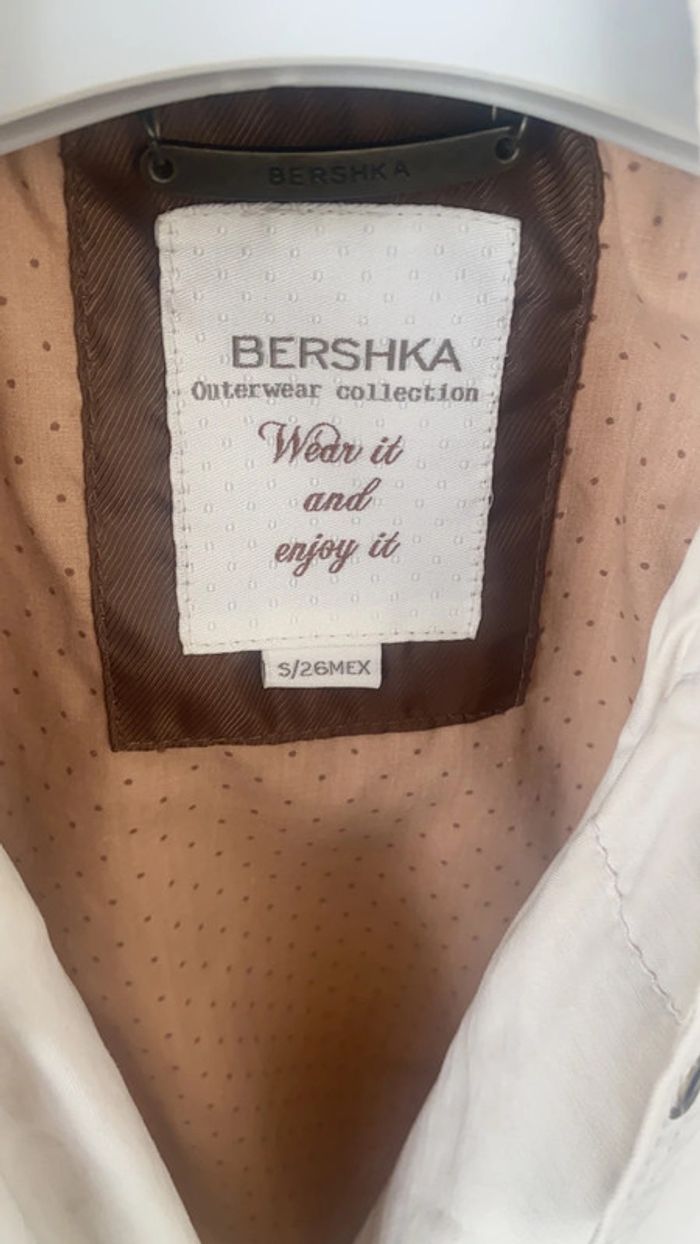 BERSHKA
BERSHKA
Outerwear collection
Wear it
and
enjoy it
S/26MEX